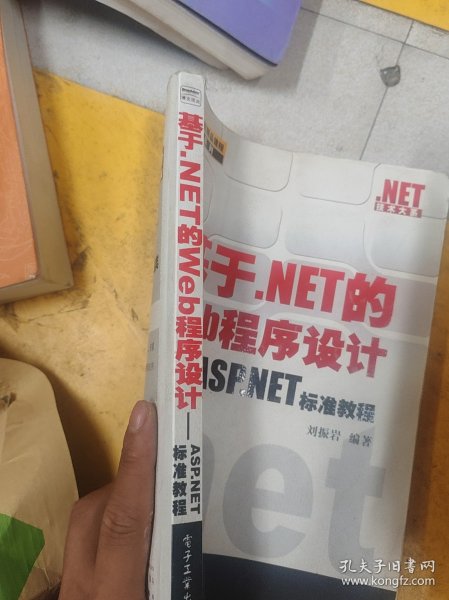 基于.NET的Web程序设计——ASP.NET标准教程
电子工业
.NET
技术大系
于.NET的
b程序设计
ASP.NET标准教程
刘振岩 编著
net
孔夫子旧书网
www.kongfz.com